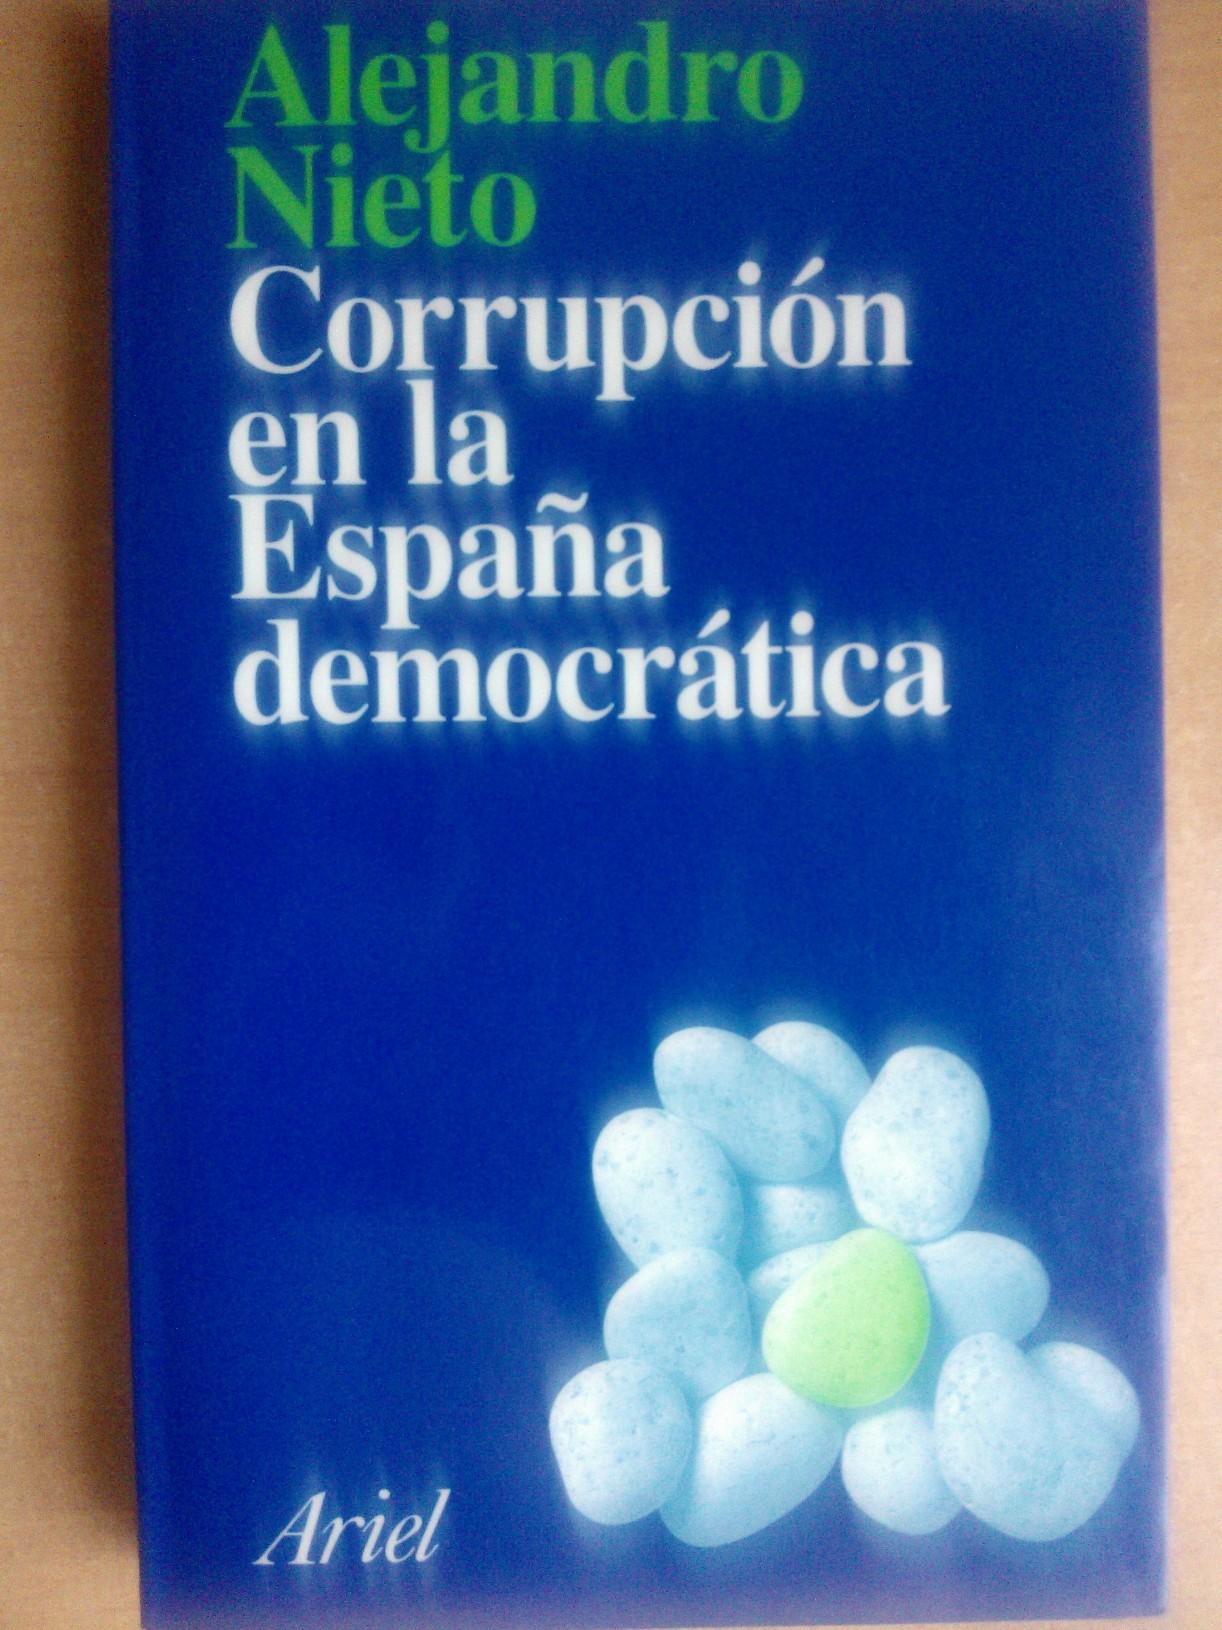 Alejandro
Nieto
Corrupción
en la
España
democrática
Ariel